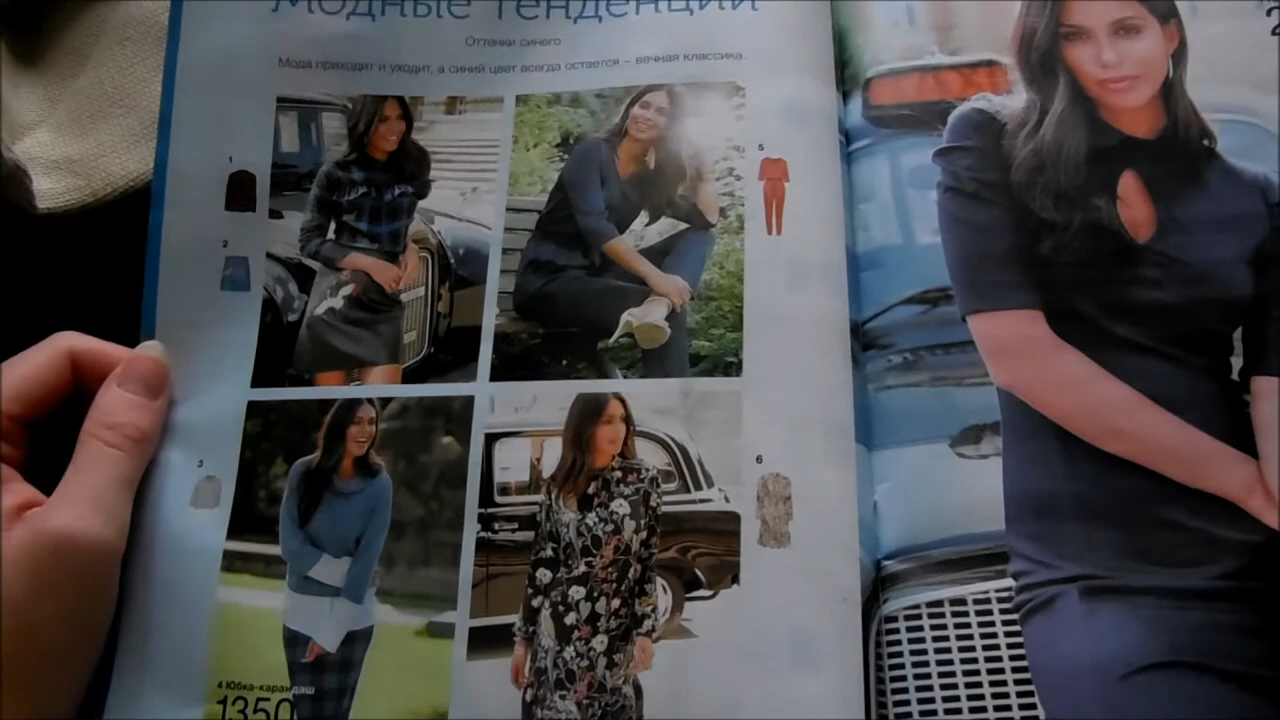 Модные тенденции
Оттенки синего
Мода приходит и уходит, а синий цвет всегда остается – вечная классика.
1
2
3
5
6
4 Юбка-карандаш
1350
2